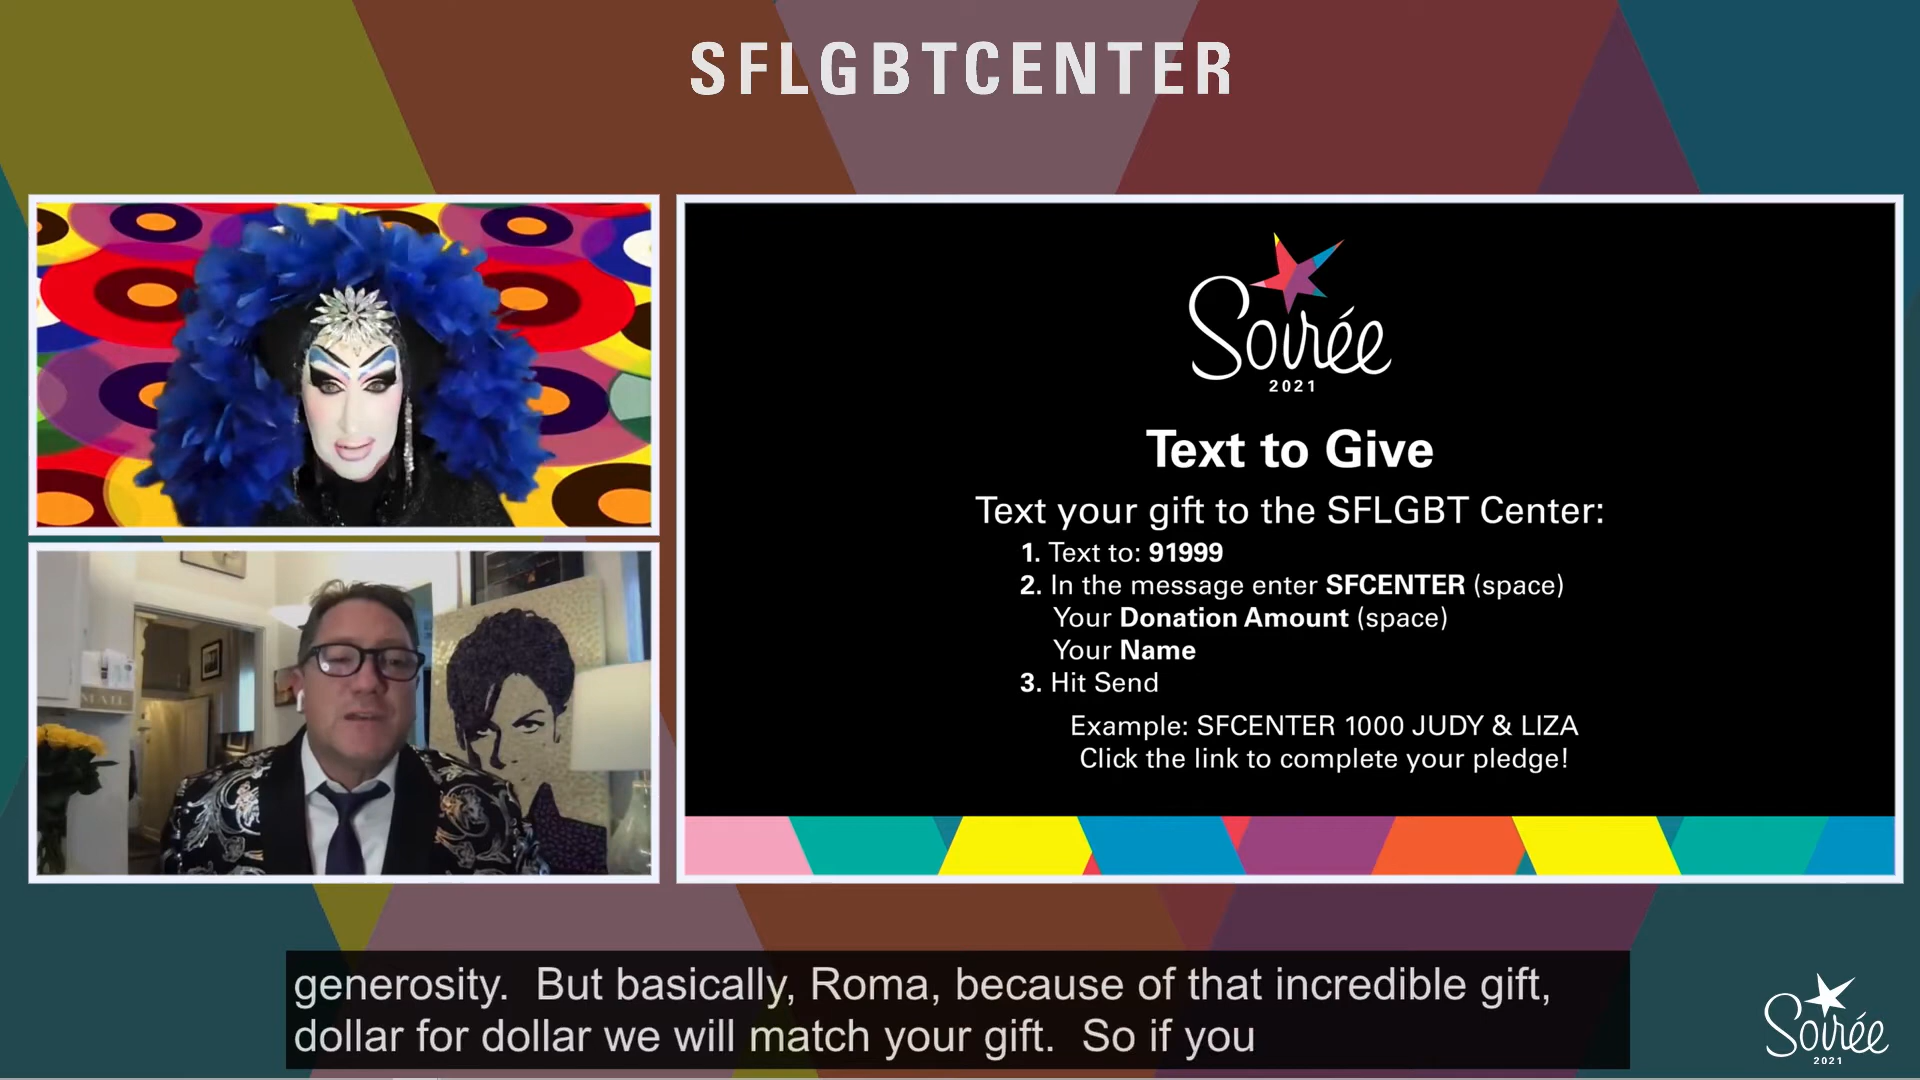 SFLGBTCENTER
MAIL
Soirée
2021
Text to Give
Text your gift to the SFLGBT Center:
1. Text to: 91999
2. In the message enter SFCENTER (space)
Your Donation Amount (space)
Your Name
3. Hit Send
Example: SFCENTER 1000 JUDY & LIZA
Click the link to complete your pledge!
generosity.  But basically, Roma, because of that incredible gift,
dollar for dollar we will match your gift.  So if you
Soirée
2021